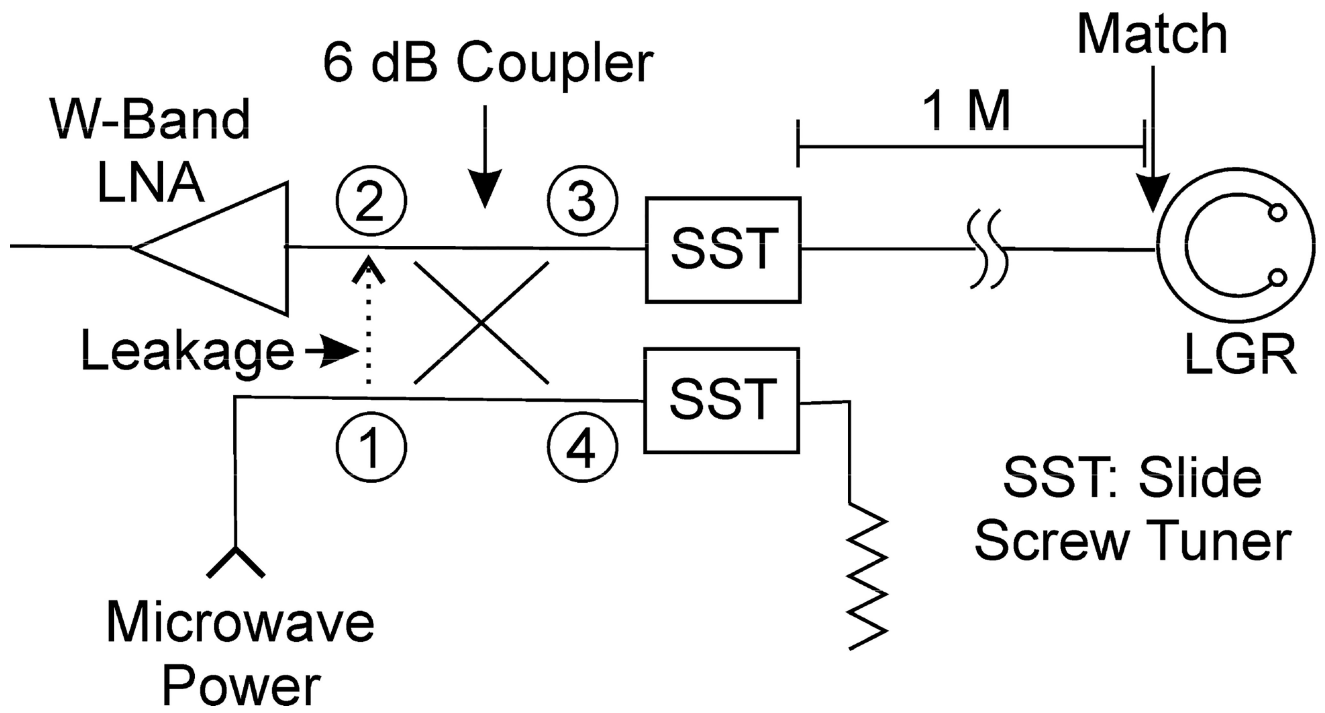 Match
6 dB Coupler
1 M
W-Band
LNA
2
3
SST
Leakage
LGR
SST
1
4
SST: Slide
Screw Tuner
Microwave
Power